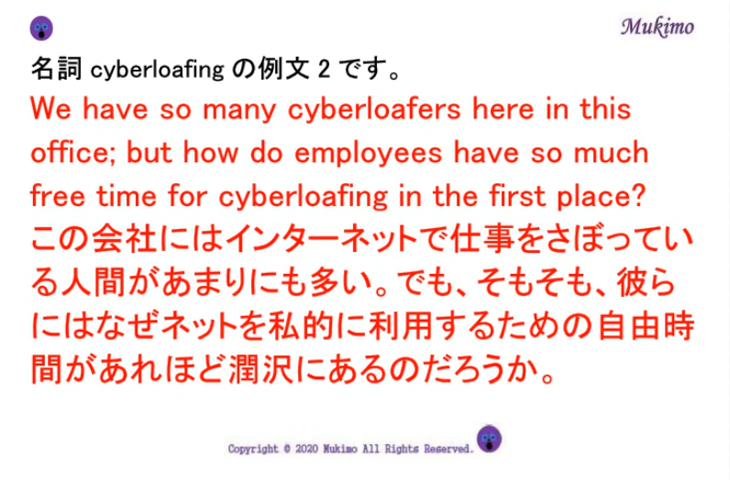 Mukimo
名詞 cyberloafing の例文 2 です。
We have so many cyberloafers here in this
office; but how do employees have so much
free time for cyberloafing in the first place?
この会社にはインターネットで仕事をさぼってい
る人間があまりにも多い。でも、そもそも、彼ら
にはなぜネットを私的に利用するための自由時
間があれほど潤沢にあるのだろうか。
Copyright © 2020 Mukimo All Rights Reserved.